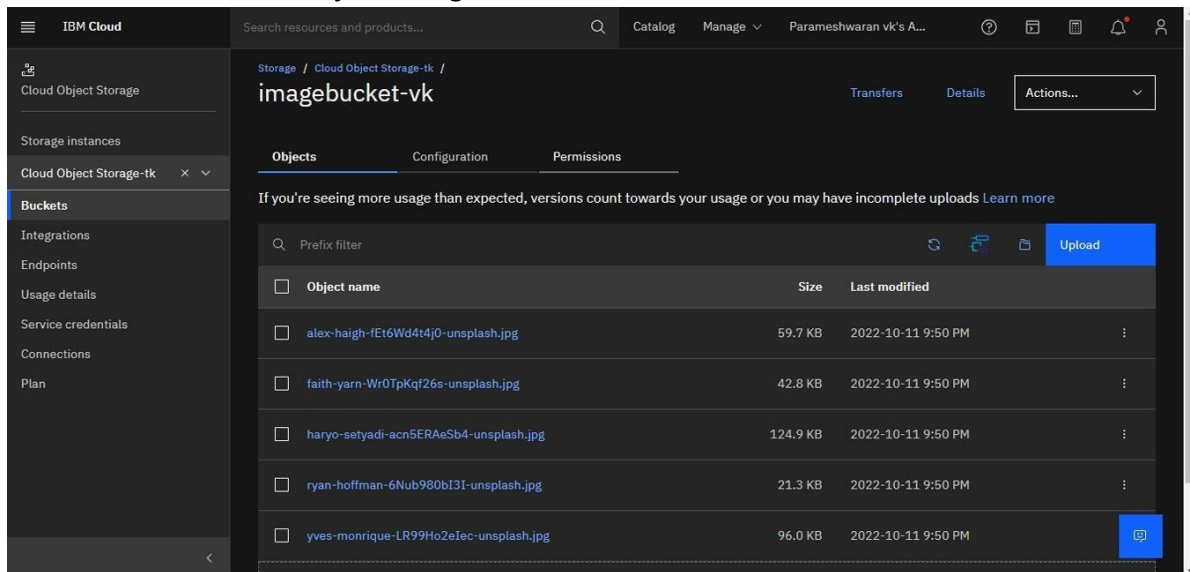 IBM Cloud
Search resources and products...
Catalog
Manage
Parameshwaran vk's A...
Cloud Object Storage
Storage instances
Cloud Object Storage-tk
Buckets
Integrations
Endpoints
Usage details
Service credentials
Connections
Plan
Storage / Cloud Object Storage-tk /
imagebucket-vk
Transfers
Details
Actions...
Objects
Configuration
Permissions
If you're seeing more usage than expected, versions count towards your usage or you may have incomplete uploads Learn more
Prefix filter
Upload
Object name Size Last modified
alex-haigh-fEt6Wd4t4j0-unsplash.jpg 59.7 KB 2022-10-11 9:50 PM
faith-yarn-Wr0TpKqf26s-unsplash.jpg 42.8 KB 2022-10-11 9:50 PM
haryo-setyadi-acn5ERAeSb4-unsplash.jpg 124.9 KB 2022-10-11 9:50 PM
ryan-hoffman-6Nub980bI3I-unsplash.jpg 21.3 KB 2022-10-11 9:50 PM
yves-monrique-LR99Ho2eIec-unsplash.jpg 96.0 KB 2022-10-11 9:50 PM